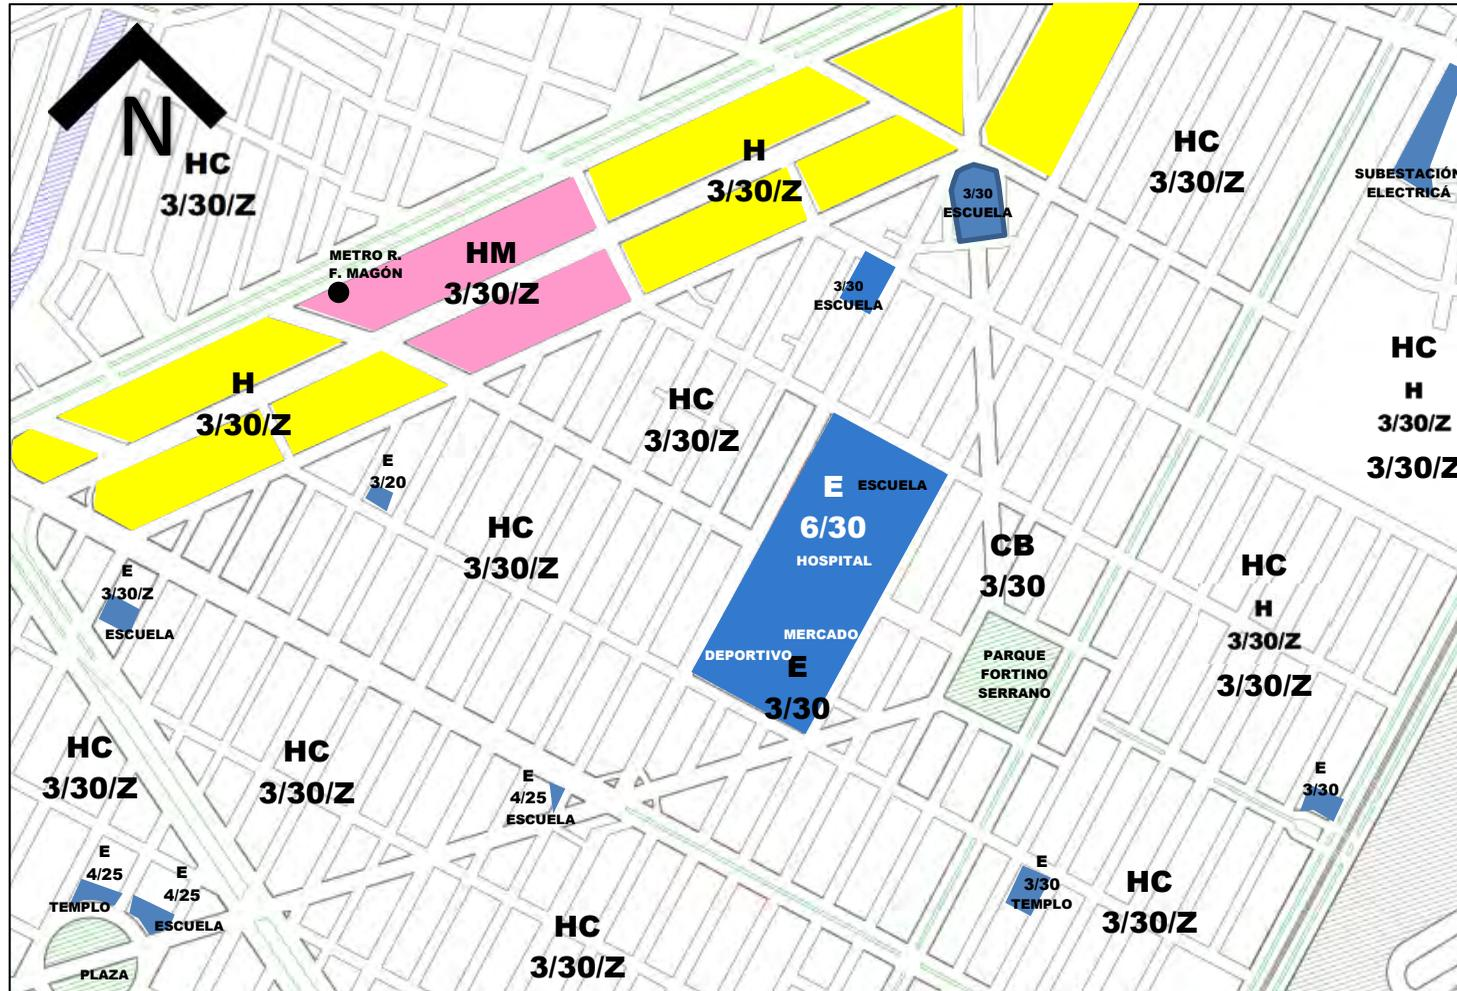 N
HC
3/30/Z
H
3/30/Z
HC
3/30/Z
SUBESTACIÓN
ELECTRICÁ
3/30
ESCUELA
METRO R.
F. MAGÓN
HM
3/30/Z
3/30
ESCUELA
H
3/30/Z
HC
3/30/Z
HC
H
3/30/Z
3/30/Z
E
3/20
E ESCUELA
6/30
HOSPITAL
MERCADO
DEPORTIVO
E
3/30
HC
3/30/Z
CB
3/30
HC
H
3/30/Z
3/30/Z
E
3/30/Z
ESCUELA
PARQUE
FORTINO
SERRANO
HC
3/30/Z
HC
3/30/Z
E
4/25
ESCUELA
E
3/30
E
4/25
TEMPLO
E
4/25
ESCUELA
E
3/30
TEMPLO
HC
3/30/Z
HC
3/30/Z
PLAZA